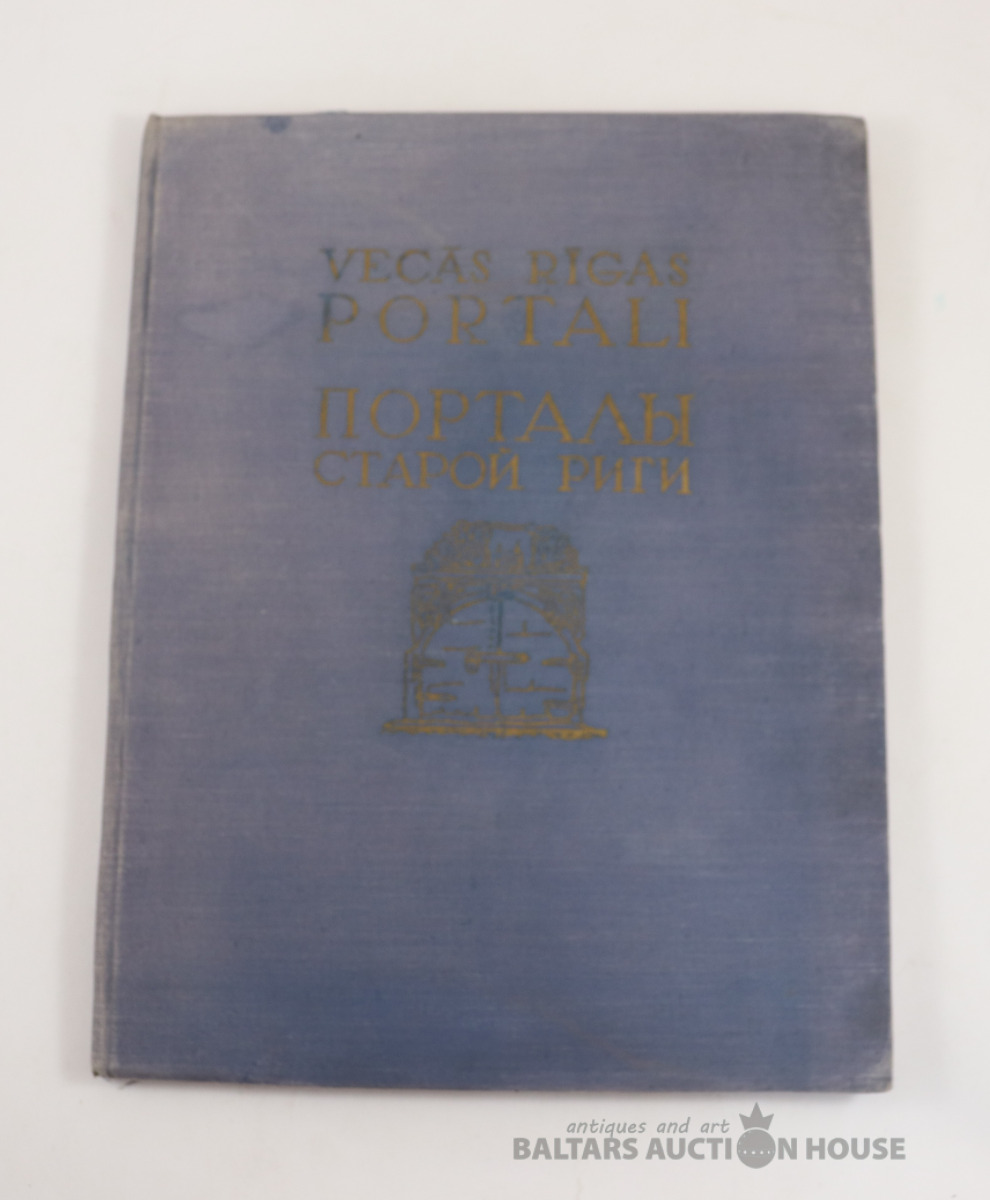 VECĀS RĪGAS
PORTALI
ПОРТАЛЫ
СТАРОЙ РИГИ
antiques and art
BALTARS AUCTION HOUSE